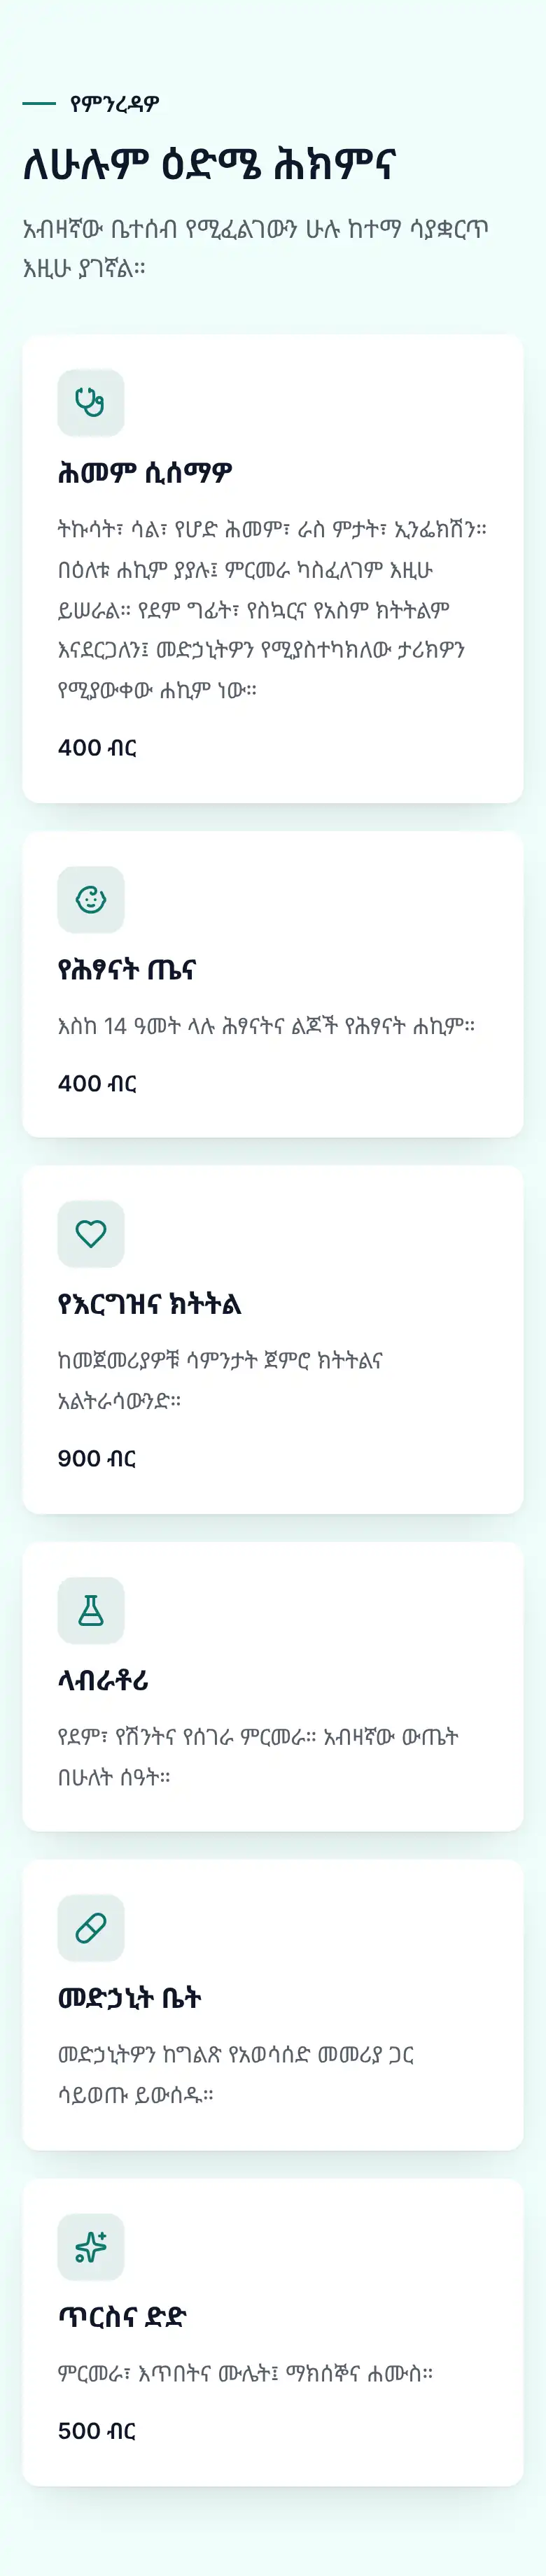 የምንረዳዎ
ለሁሉም ዕድሜ ሕክምና
አብዛኛው ቤተሰብ የሚፈልገውን ሁሉ ከተማ ሳያቋርጥ
እዚሁ ያገኛል።
ሕመም ሲሰማዎ
ትኩሳት፣ ሳል፣ የሆድ ሕመም፣ ራስ ምታት፣ ኢንፌክሽን።
በዕለቱ ሐኪም ያያሉ፤ ምርመራ ካስፈለገም እዚሁ
ይሠራል። የደም ግፊት፣ የስኳርና የአስም ክትትልም
እናደርጋለን፤ መድኃኒትዎን የሚያስተካክለው ታሪክዎን
የሚያውቀው ሐኪም ነው።
400 ብር
የሕፃናት ጤና
እስከ 14 ዓመት ላሉ ሕፃናትና ልጆች የሕፃናት ሐኪም።
400 ብር
የእርግዝና ክትትል
ከመጀመሪያዎቹ ሳምንታት ጀምሮ ክትትልና
አልትራሳውንድ።
900 ብር
ላብራቶሪ
የደም፣ የሽንትና የሰገራ ምርመራ። አብዛኛው ውጤት
በሁለት ሰዓት።
መድኃኒት ቤት
መድኃኒትዎን ከግልጽ የአወሳሰድ መመሪያ ጋር
ሳይወጡ ይውሰዱ።
ጥርስና ድድ
ምርመራ፣ እጥበትና ሙሌት፤ ማክሰኞና ሐሙስ።
500 ብር